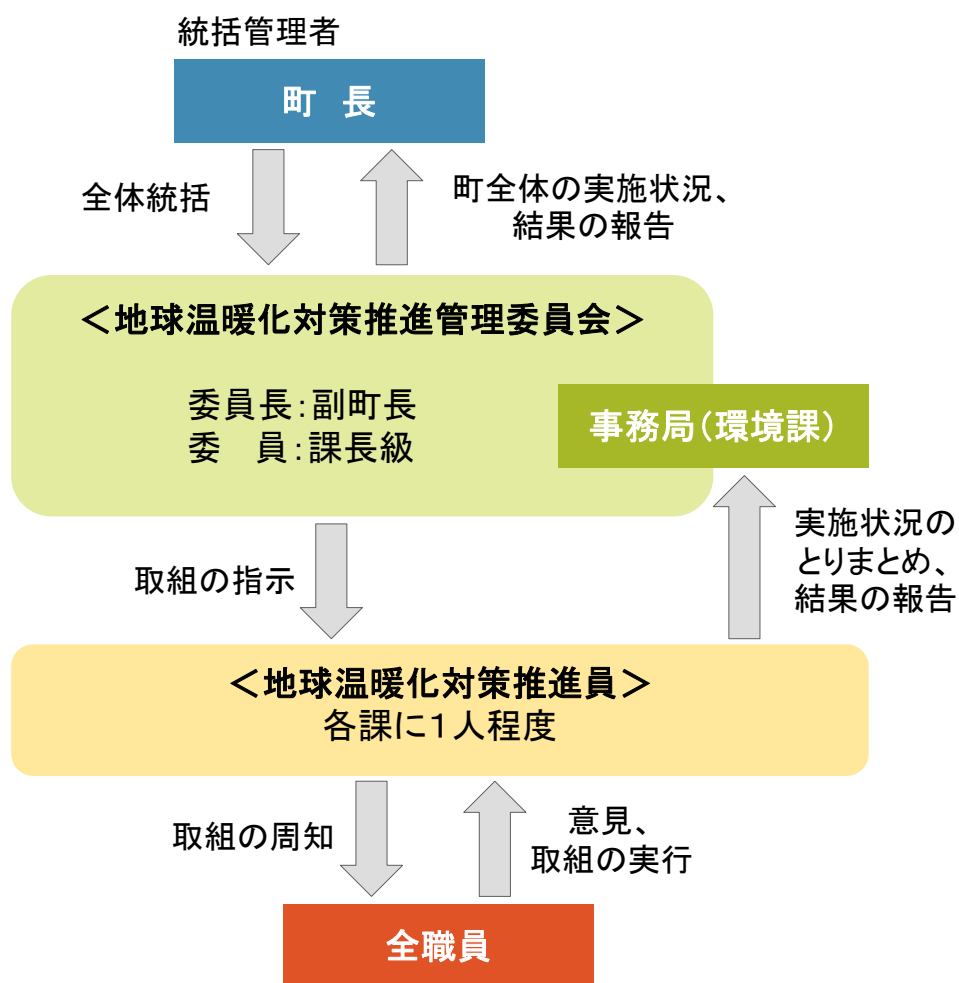 統括管理者
町　長
全体統括
町全体の実施状況、
結果の報告
＜地球温暖化対策推進管理委員会＞
委員長：副町長
委　員：課長級
事務局（環境課）
取組の指示
実施状況の
とりまとめ、
結果の報告
＜地球温暖化対策推進員＞
各課に１人程度
取組の周知
意見、
取組の実行
全職員